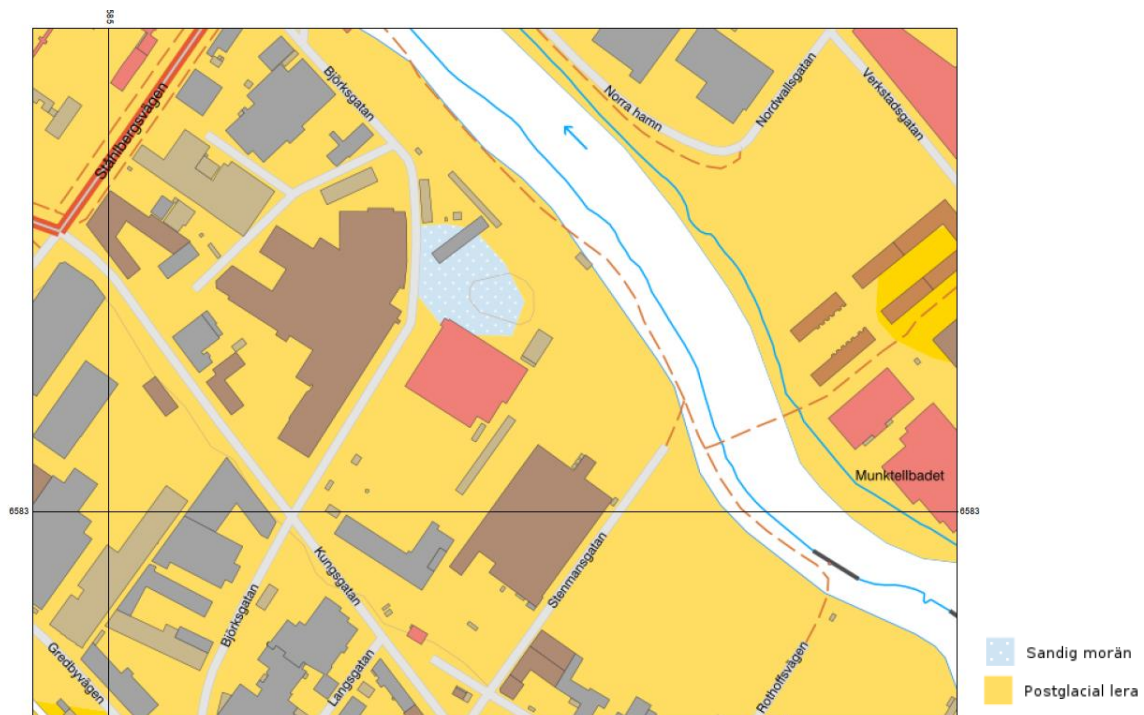 585
Björksgatan
Ståhlbergsvägen
Norra hamn
Nordwallsgatan
Verkstadsgatan
Munktellbadet
6583
6583
Kungsgatan
Stenmansgatan
Björksgatan
Langsgatan
Gredbyvägen
Rothoffsvägen
Sandig morän
Postglacial lera